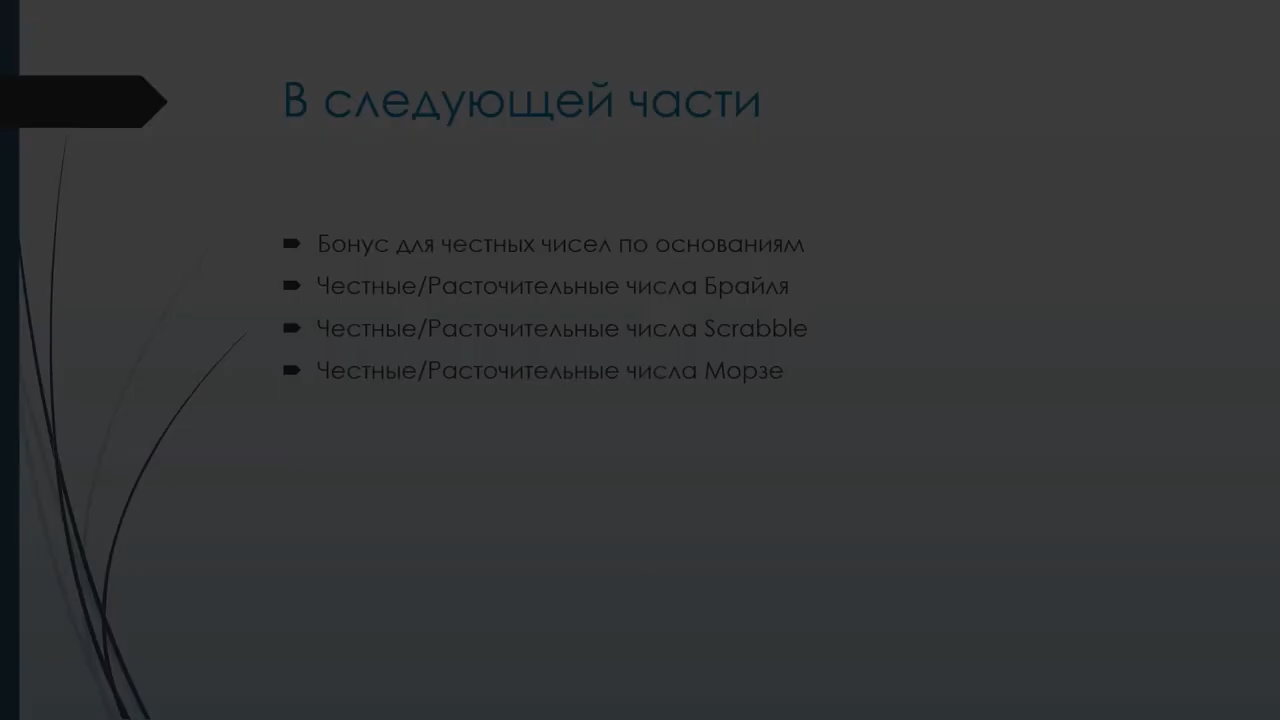 В следующей части
Бонус для честных чисел по основаниям
Честные/Расточительные числа Брайля
Честные/Расточительные числа Scrabble
Честные/Расточительные числа Морзе